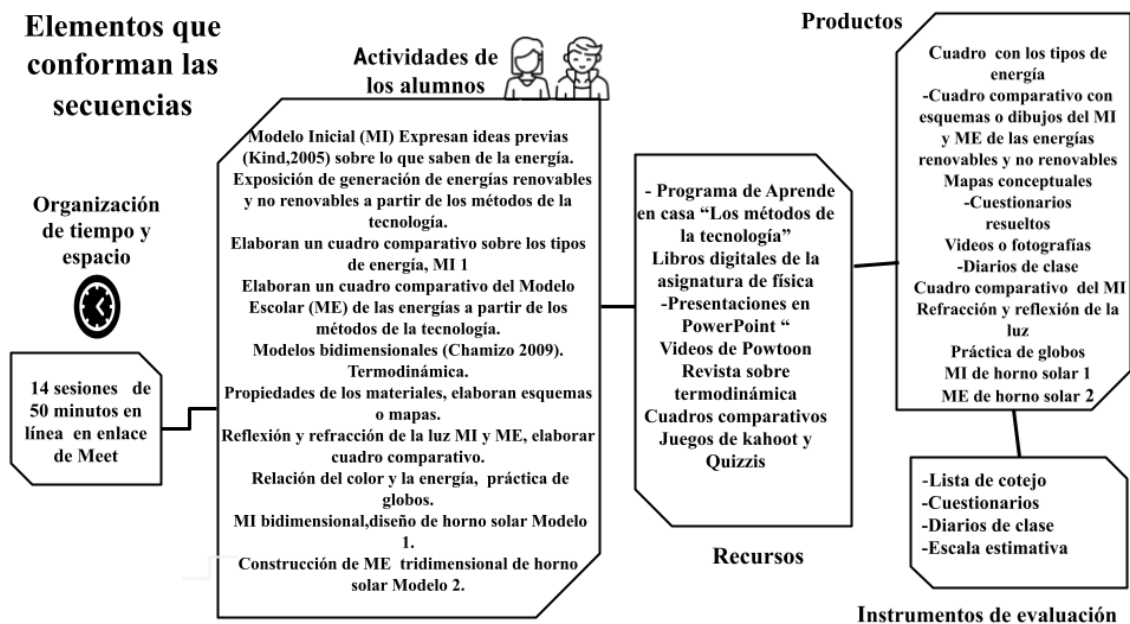 Elementos que
conforman las
secuencias
Organización
de tiempo y
espacio
14 sesiones de
50 minutos en
línea en enlace
de Meet
Actividades de
los alumnos
Modelo Inicial (MI) Expresan ideas previas
(Kind,2005) sobre lo que saben de la energía.
Exposición de generación de energías renovables
y no renovables a partir de los métodos de la
tecnología.
Elaboran un cuadro comparativo sobre los tipos
de energía, MI 1
Elaboran un cuadro comparativo del Modelo
Escolar (ME) de las energías a partir de los
métodos de la tecnología.
Modelos bidimensionales (Chamizo 2009).
Termodinámica.
Propiedades de los materiales, elaboran esquemas
o mapas.
Reflexión y refracción de la luz MI y ME, elaborar
cuadro comparativo.
Relación del color y la energía, práctica de
globos.
MI bidimensional,diseño de horno solar Modelo
1.
Construcción de ME tridimensional de horno
solar Modelo 2.
- Programa de Aprende
en casa “Los métodos de
la tecnología”
Libros digitales de la
asignatura de física
-Presentaciones en
PowerPoint “
Videos de Powtoon
Revista sobre
termodinámica
Cuadros comparativos
Juegos de kahoot y
Quizzis
Recursos
Productos
Cuadro con los tipos de
energía
-Cuadro comparativo con
esquemas o dibujos del MI
y ME de las energías
renovables y no renovables
Mapas conceptuales
-Cuestionarios
resueltos
Videos o fotografías
-Diarios de clase
Cuadro comparativo del MI
Refracción y reflexión de la
luz
Práctica de globos
MI de horno solar 1
ME de horno solar 2
-Lista de cotejo
-Cuestionarios
-Diarios de clase
-Escala estimativa
Instrumentos de evaluación